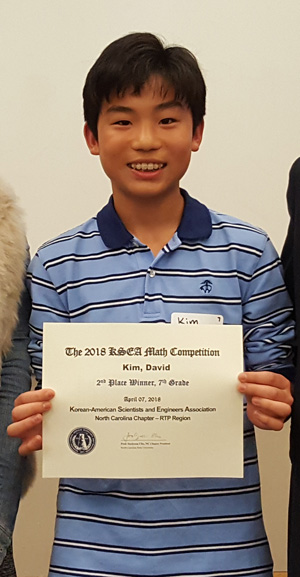 Kim
The 2018 KSEA Math Competition
Kim, David
2nd Place Winner, 7th Grade
April 07, 2018
Korean-American Scientists and Engineers Association
North Carolina Chapter – RTP Region